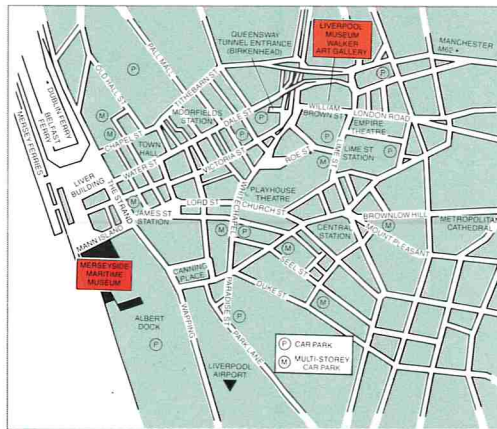 LIVERPOOL
MUSEUM
WALKER
ART GALLERY
QUEENSWAY
TUNNEL ENTRANCE
(BIRKENHEAD)
MANCHESTER
M62
PALL MALL
OLD HALL ST
TITHEBARN ST
DUBLIN FERRY
BELFAST
FERRY
MERSEY FERRIES
MOORFIELDS
STATION
DALE ST
WILLIAM
BROWN ST
LONDON ROAD
EMPIRE
THEATRE
CHAPEL ST
TOWN
HALL
VICTORIA ST
LIME ST
LIME ST
STATION
ROE ST
LIVER
BUILDING
WATER ST
THE STRAND
WHITECHAPEL
PLAYHOUSE
THEATRE
LORD ST
CHURCH ST
JAMES ST
STATION
BROWNLOW HILL
METROPOLITAN
CATHEDRAL
MOUNT PLEASANT
CENTRAL
STATION
MANN ISLAND
MERSEYSIDE
MARITIME
MUSEUM
CANNING
PLACE
DUKE ST
PARADISE ST
PARK LANE
WAPPING
ALBERT
DOCK
LIVERPOOL
AIRPORT
P CAR PARK
M MULTI-STOREY
CAR PARK